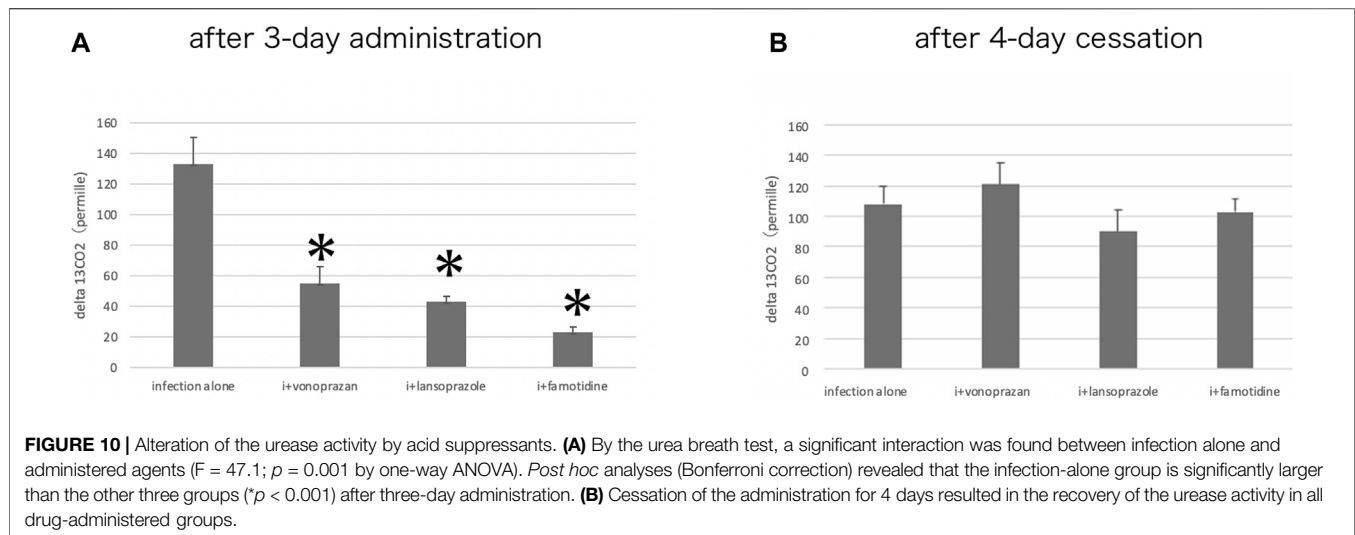 A after 3-day administration
160
140
120
100
80
60
40
20
0
delta 13CO2 (permille)
*
*
*
infection alone i+vonoprazan i+lansoprazole i+famotidine
B after 4-day cessation
160
140
120
100
80
60
40
20
0
delta 13CO2 (permille)
infection alone i+vonoprazan i+lansoprazole i+famotidine
FIGURE 10 | Alteration of the urease activity by acid suppressants. (A) By the urea breath test, a significant interaction was found between infection alone and
administered agents (F = 47.1; p = 0.001 by one-way ANOVA). Post hoc analyses (Bonferroni correction) revealed that the infection-alone group is significantly larger
than the other three groups (*p < 0.001) after three-day administration. (B) Cessation of the administration for 4 days resulted in the recovery of the urease activity in all
drug-administered groups.